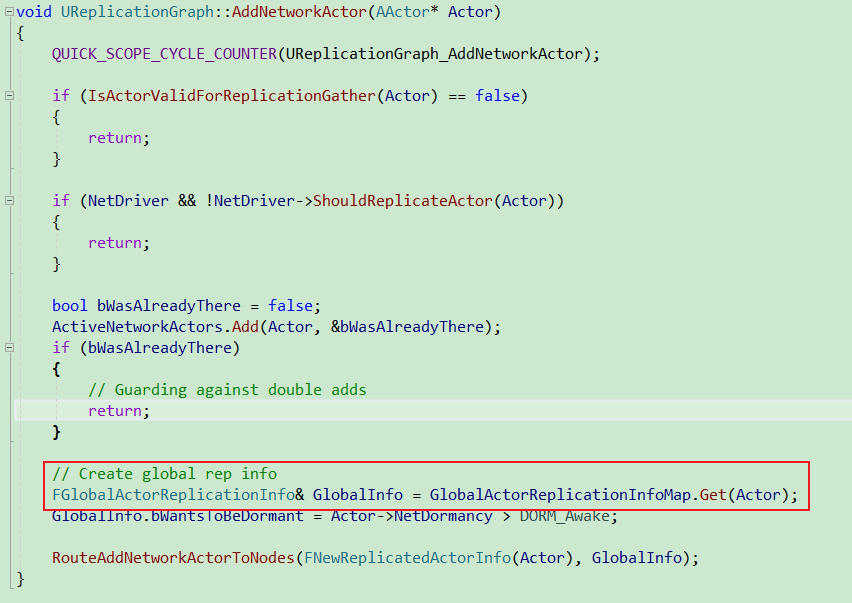 void UReplicationGraph::AddNetworkActor(AActor* Actor)
{
QUICK_SCOPE_CYCLE_COUNTER(UReplicationGraph_AddNetworkActor);
if (IsActorValidForReplicationGather(Actor) == false)
{
return;
}
if (NetDriver && !NetDriver->ShouldReplicateActor(Actor))
{
return;
}
bool bWasAlreadyThere = false;
ActiveNetworkActors.Add(Actor, &bWasAlreadyThere);
if (bWasAlreadyThere)
{
// Guarding against double adds
return;
}
// Create global rep info
FGlobalActorReplicationInfo& GlobalInfo = GlobalActorReplicationInfoMap.Get(Actor);
GlobalInfo.bWantsToBeDormant = Actor->NetDormancy > DORM_Awake;
RouteAddNetworkActorToNodes(FNewReplicatedActorInfo(Actor), GlobalInfo);
}